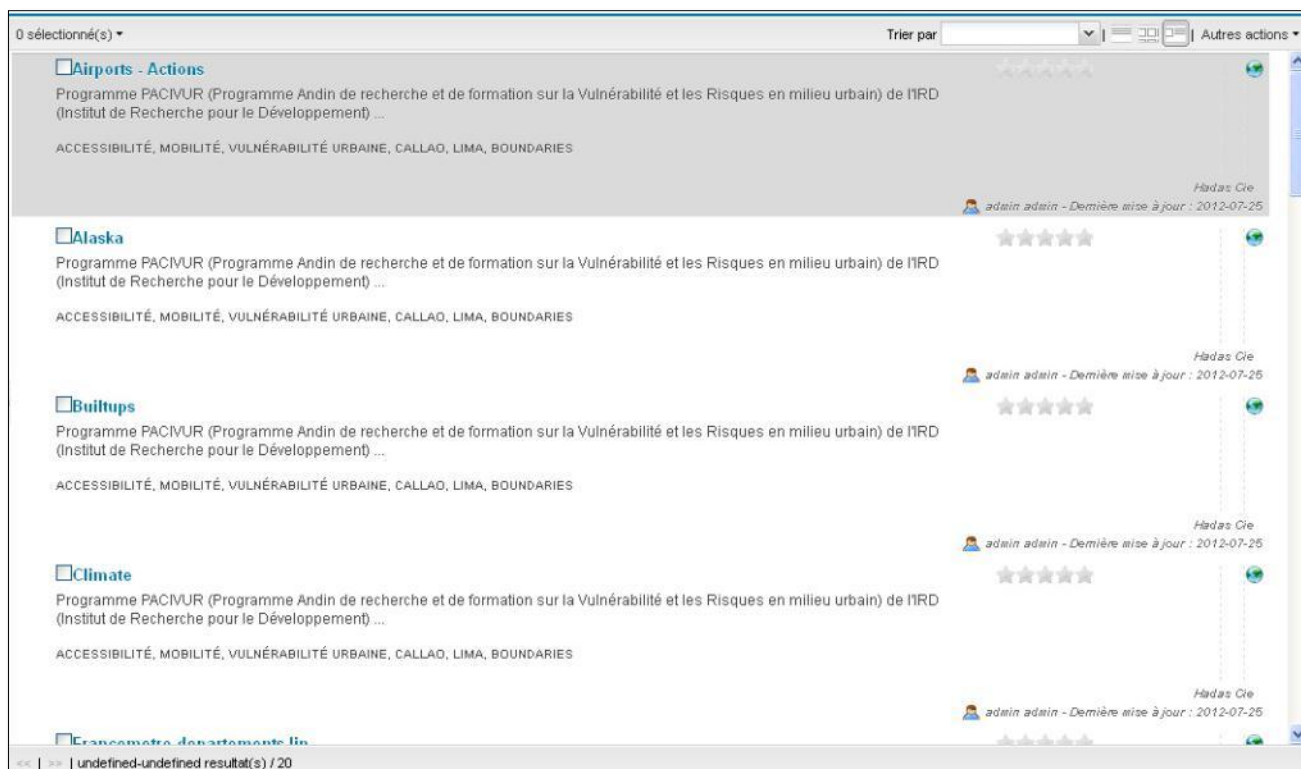 0 sélectionné(s)
Trier par
Autres actions
Airports - Actions
Programme PACIVUR (Programme Andin de recherche et de formation sur la Vulnérabilité et les Risques en milieu urbain) de l'IRD
(Institut de Recherche pour le Développement) ...
ACCESSIBILITÉ, MOBILITÉ, VULNÉRABILITÉ URBAINE, CALLAO, LIMA, BOUNDARIES
Hadas Cie
admin admin - Dernière mise à jour : 2012-07-25
Alaska
Programme PACIVUR (Programme Andin de recherche et de formation sur la Vulnérabilité et les Risques en milieu urbain) de l'IRD
(Institut de Recherche pour le Développement) ...
ACCESSIBILITÉ, MOBILITÉ, VULNÉRABILITÉ URBAINE, CALLAO, LIMA, BOUNDARIES
Hadas Cie
admin admin - Dernière mise à jour : 2012-07-25
Builtups
Programme PACIVUR (Programme Andin de recherche et de formation sur la Vulnérabilité et les Risques en milieu urbain) de l'IRD
(Institut de Recherche pour le Développement) ...
ACCESSIBILITÉ, MOBILITÉ, VULNÉRABILITÉ URBAINE, CALLAO, LIMA, BOUNDARIES
Hadas Cie
admin admin - Dernière mise à jour : 2012-07-25
Climate
Programme PACIVUR (Programme Andin de recherche et de formation sur la Vulnérabilité et les Risques en milieu urbain) de l'IRD
(Institut de Recherche pour le Développement) ...
ACCESSIBILITÉ, MOBILITÉ, VULNÉRABILITÉ URBAINE, CALLAO, LIMA, BOUNDARIES
Hadas Cie
admin admin - Dernière mise à jour : 2012-07-25
<< | >> | undefined-undefined resultat(s) / 20